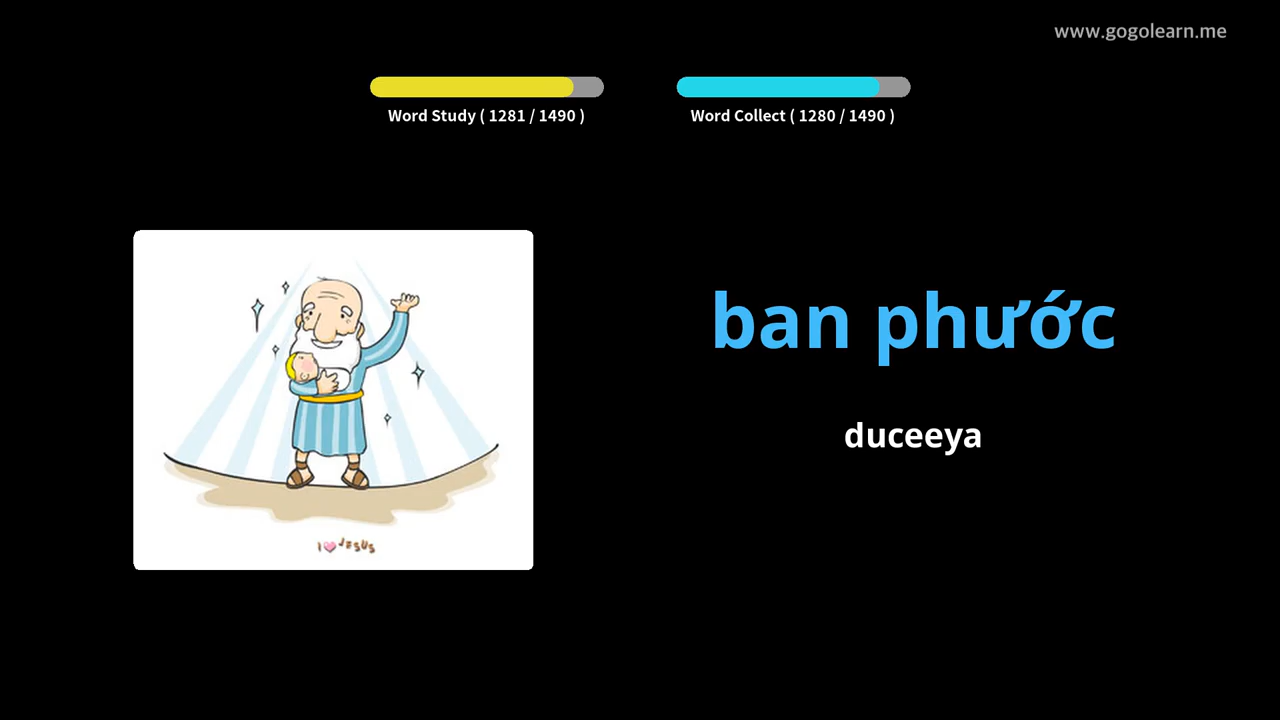 www.gogolearn.me
Word Study ( 1281 / 1490 )
Word Collect ( 1280 / 1490 )
ban phước
duceeya
I JESUS